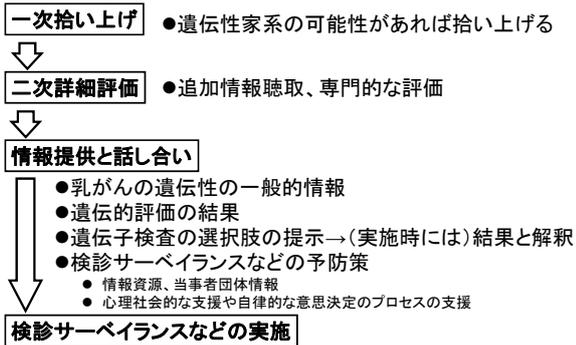 一次拾い上げ ●遺伝性家系の可能性があれば拾い上げる
二次詳細評価 ●追加情報聴取、専門的な評価
情報提供と話し合い
●乳がんの遺伝性の一般的情報
●遺伝的評価の結果
●遺伝子検査の選択肢の提示→(実施時には)結果と解釈
●検診サーベイランスなどの予防策
● 情報資源、当事者団体情報
● 心理社会的な支援や自律的な意思決定のプロセスの支援
検診サーベイランスなどの実施